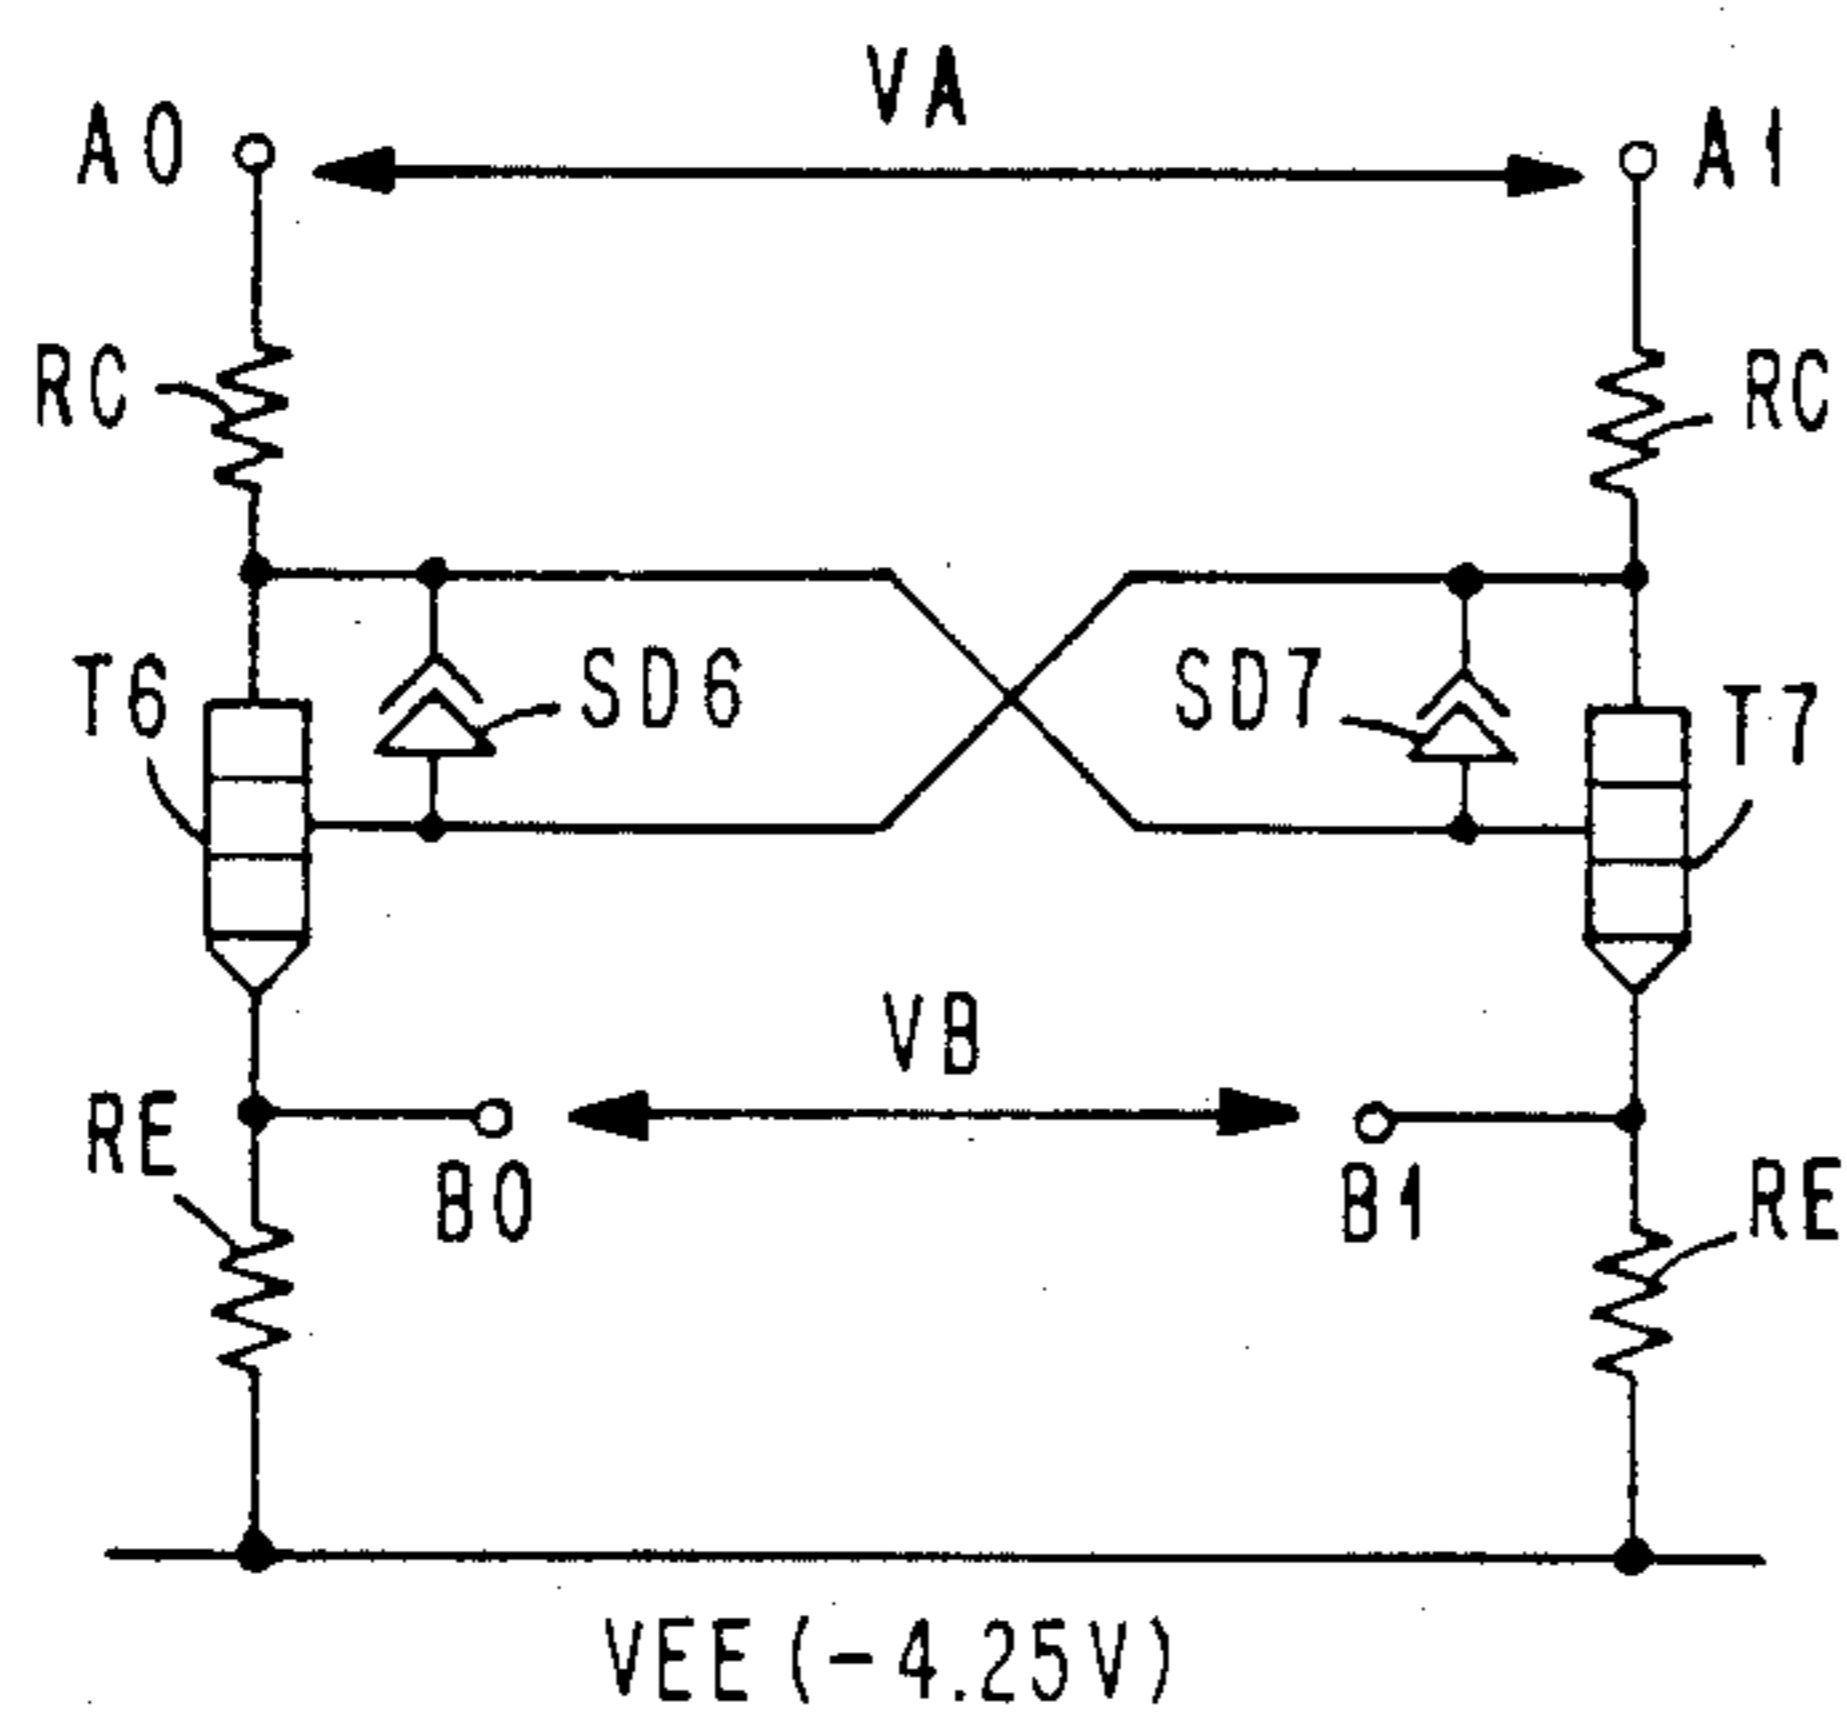 VA
A0
A1
RC
RC
T6
SD6
SD7
T7
VB
RE
B0
B1
RE
VEE (-4.25V)